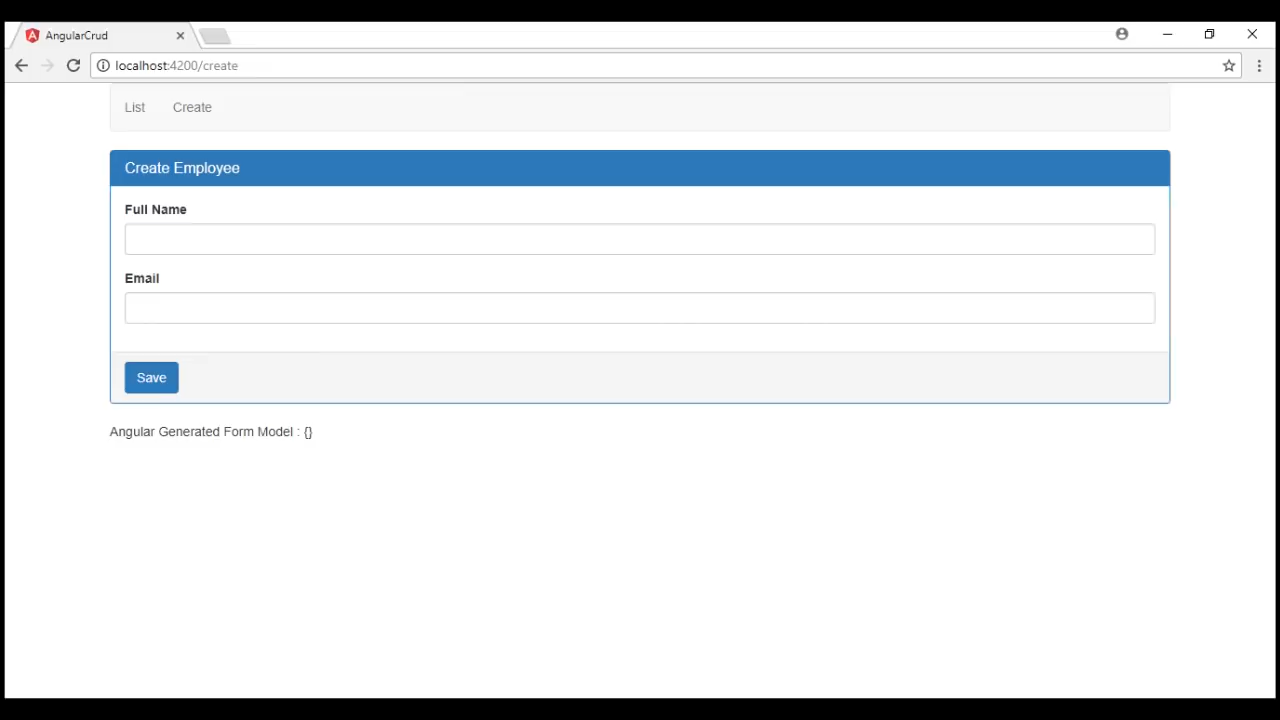 AngularCrud
localhost:4200/create
List Create
Create Employee
Full Name
Email
Save
Angular Generated Form Model : {}